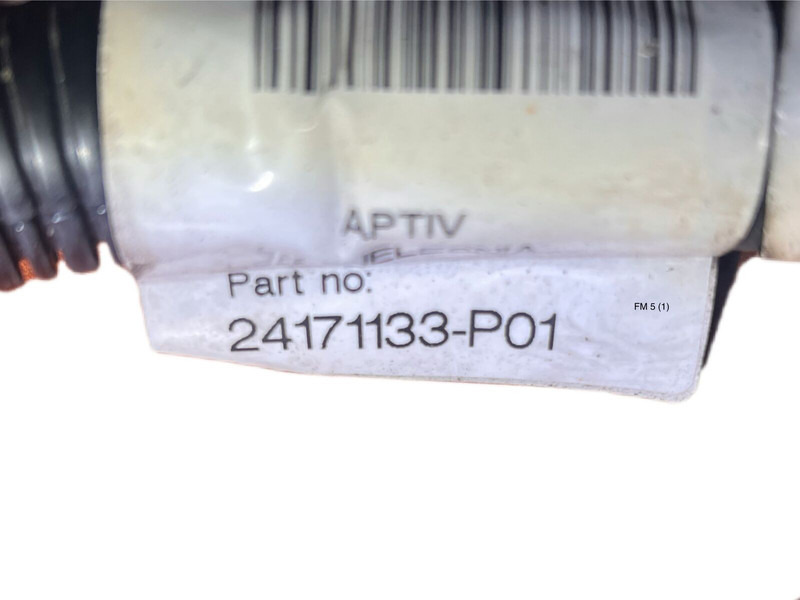 APTIV
Part no:
24171133-P01
FM 5 (1)